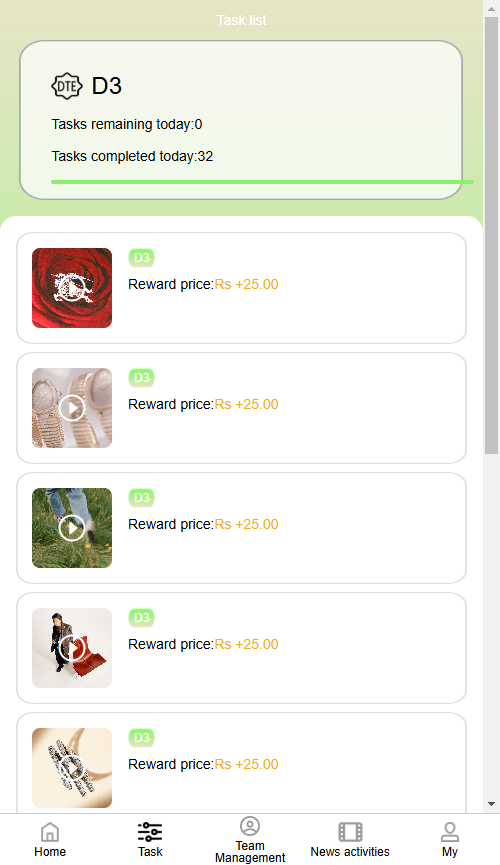 Task list
DTE D3
Tasks remaining today:0
Tasks completed today:32
D3
Reward price:Rs +25.00
D3
Reward price:Rs +25.00
D3
Reward price:Rs +25.00
D3
Reward price:Rs +25.00
D3
Reward price:Rs +25.00
Home
Task
Team
Management
News activities
My